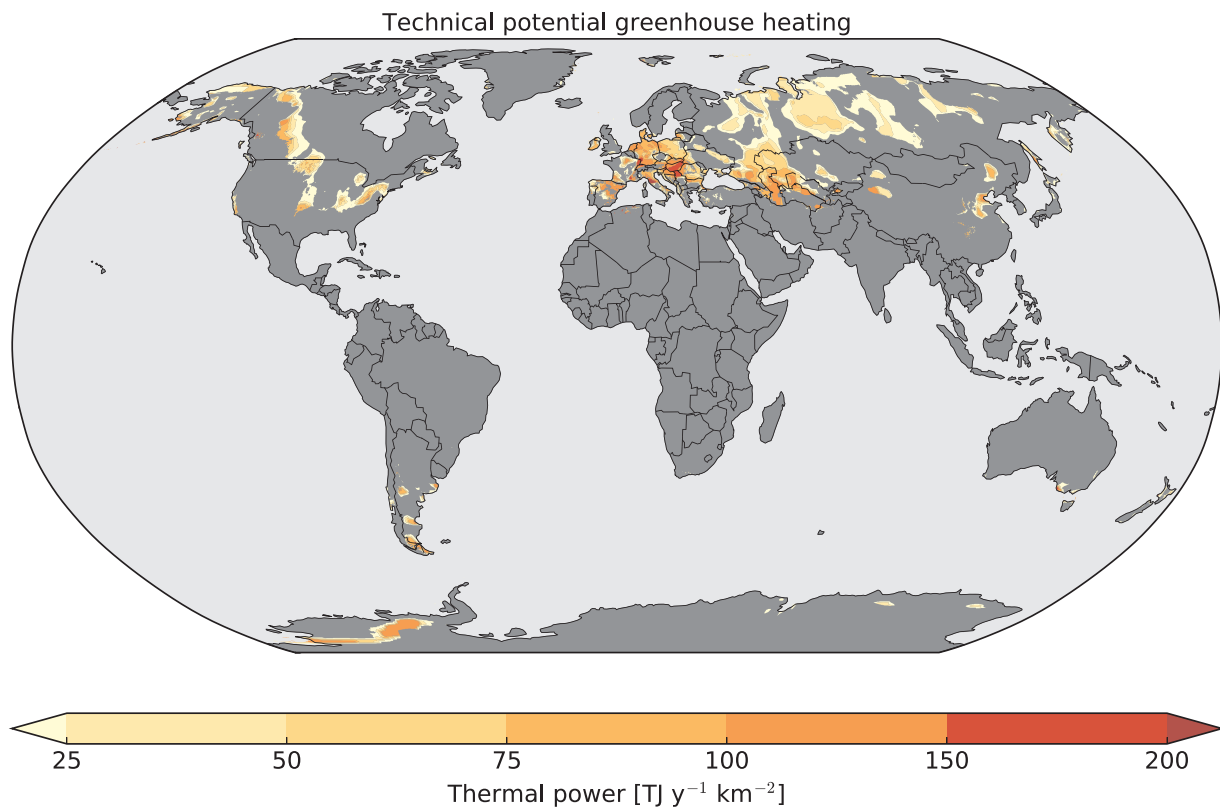 Technical potential greenhouse heating
25 50 75 100 150 200
Thermal power [TJ y⁻¹ km⁻²]